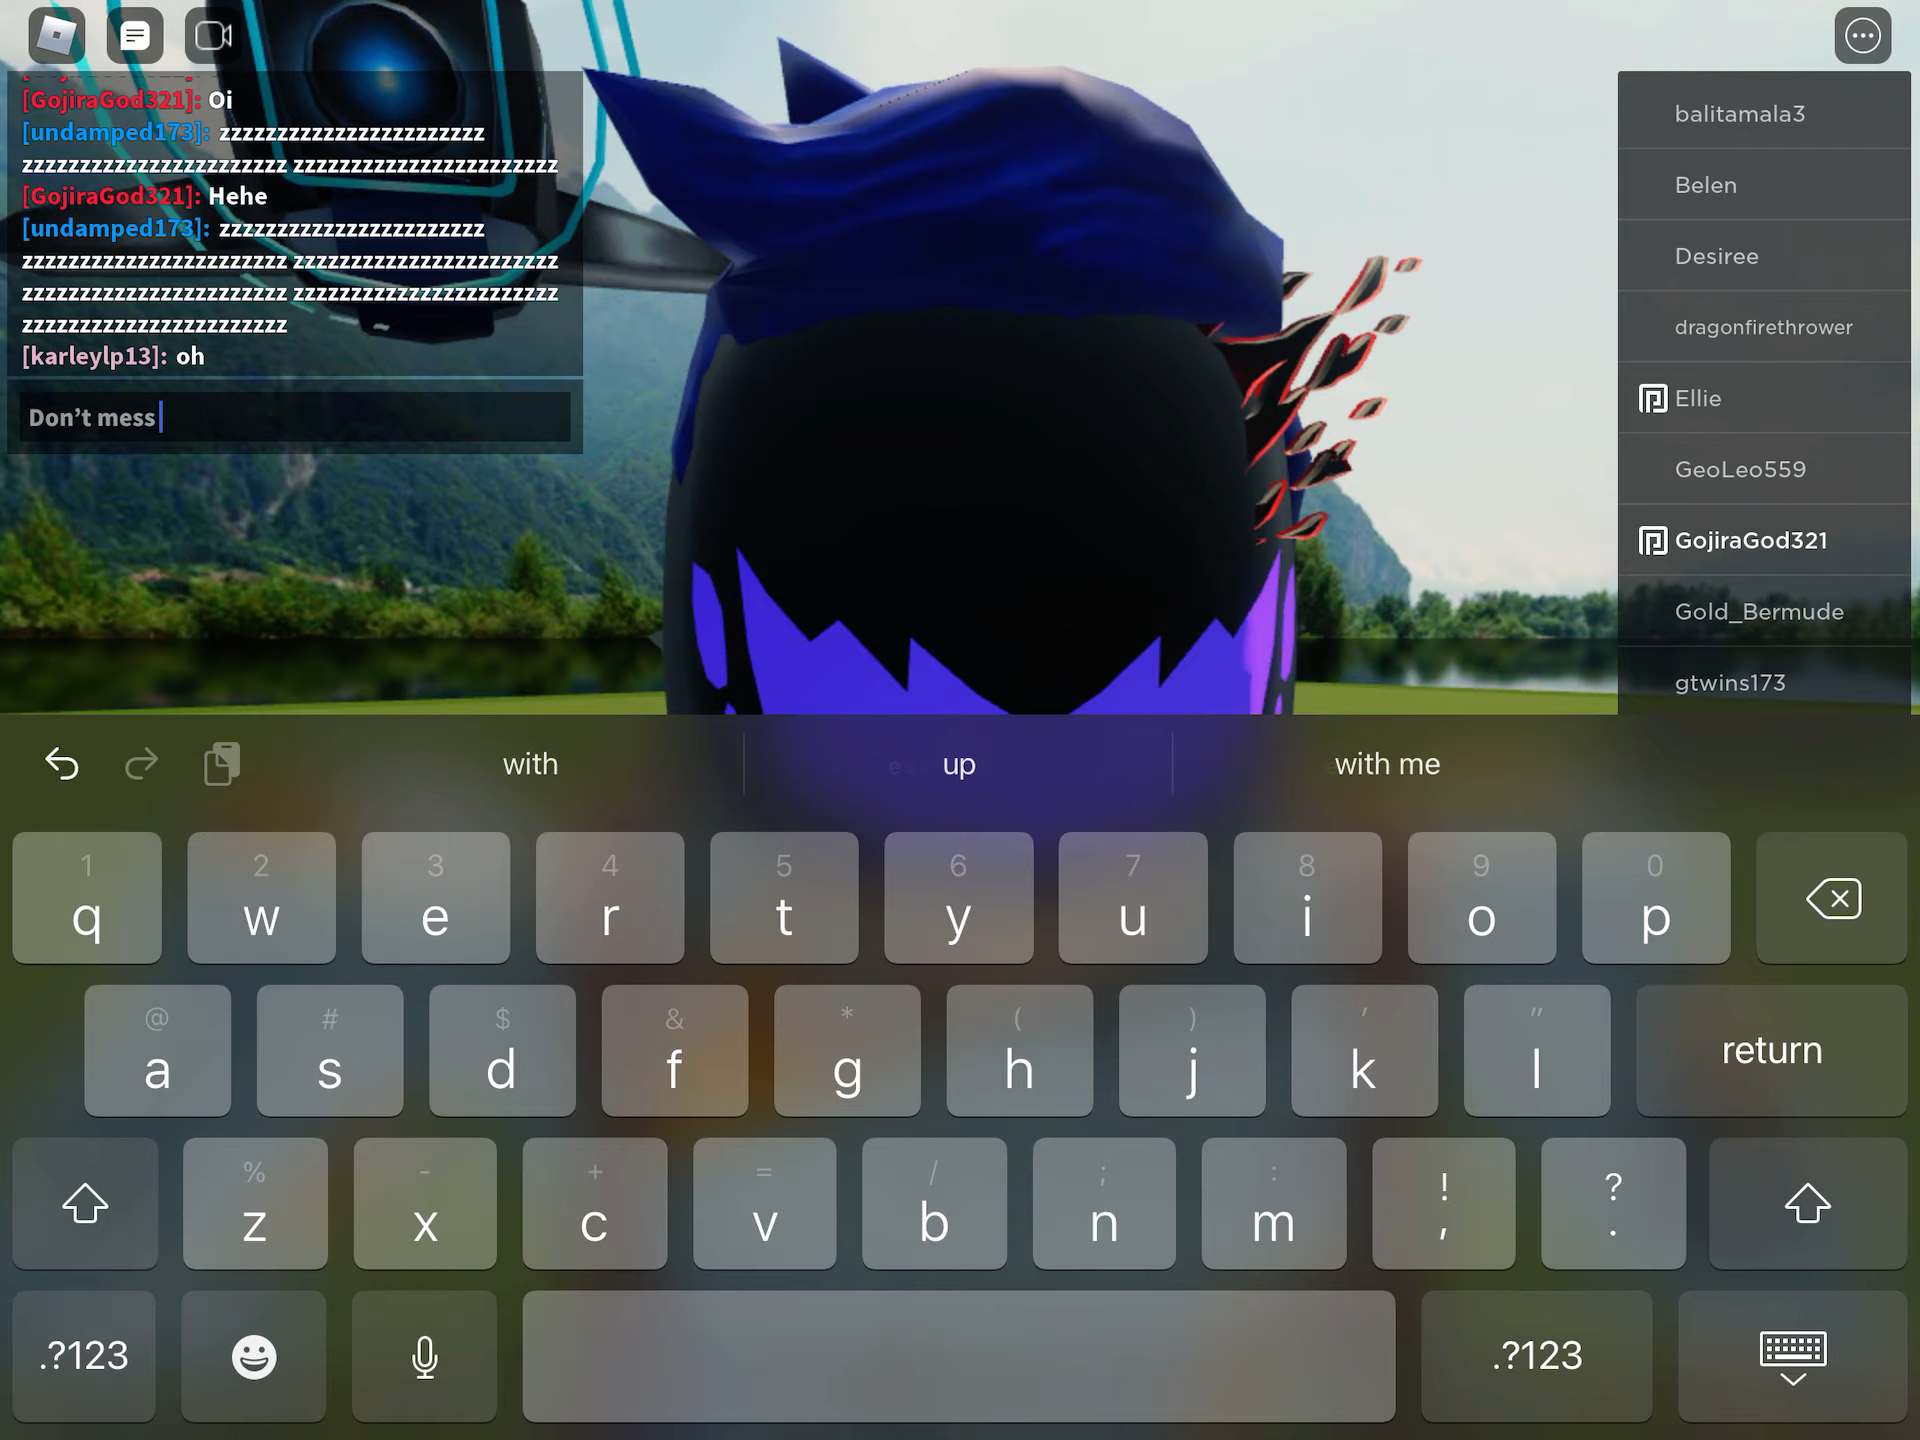 [GojiraGod321]: Oi
[undamped173]: zzzzzzzzzzzzzzzzzzzzzzz
zzzzzzzzzzzzzzzzzzzzzzz zzzzzzzzzzzzzzzzzzzzzzz
[GojiraGod321]: Hehe
[undamped173]: zzzzzzzzzzzzzzzzzzzzzzz
zzzzzzzzzzzzzzzzzzzzzzz zzzzzzzzzzzzzzzzzzzzzzz
zzzzzzzzzzzzzzzzzzzzzzz zzzzzzzzzzzzzzzzzzzzzzz
zzzzzzzzzzzzzzzzzzzzzzz
[karleylp13]: oh
Don't mess
balitamala3
Belen
Desiree
dragonfirethrower
Ellie
GeoLeo559
GojiraGod321
Gold_Bermude
gtwins173
with up with me
1 2 3 4 5 6 7 8 9 0
q w e r t y u i o p
@ # $ & * ( ) ' "
a s d f g h j k l return
% - + = / ; : ! ?
z x c v b n m , .
.?123 .?123